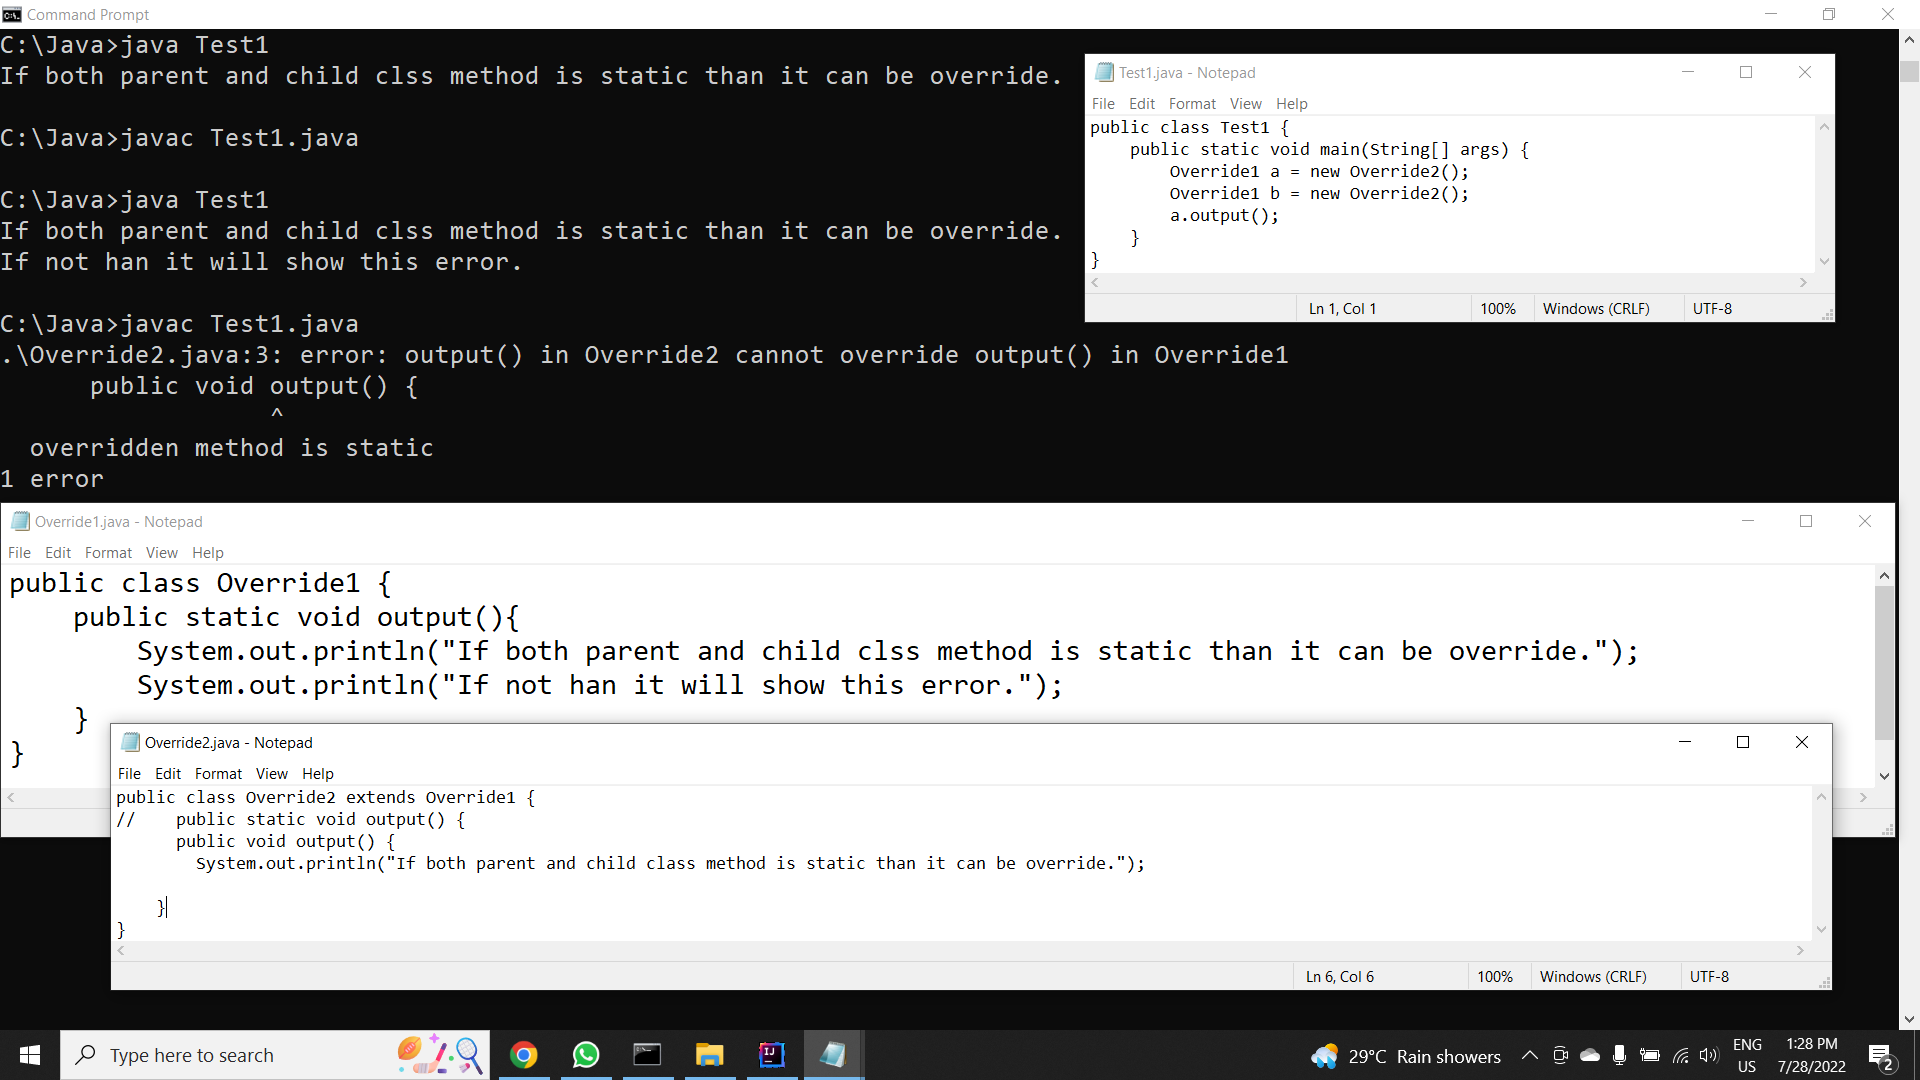 Command Prompt
C:\Java>java Test1
If both parent and child clss method is static than it can be override.
C:\Java>javac Test1.java
C:\Java>java Test1
If both parent and child clss method is static than it can be override.
If not han it will show this error.
C:\Java>javac Test1.java
.\Override2.java:3: error: output() in Override2 cannot override output() in Override1
      public void output() {
                  ^
  overridden method is static
1 error
Test1.java - Notepad
File Edit Format View Help
public class Test1 {
    public static void main(String[] args) {
        Override1 a = new Override2();
        Override1 b = new Override2();
        a.output();
    }
}
Ln 1, Col 1 100% Windows (CRLF) UTF-8
Override1.java - Notepad
File Edit Format View Help
public class Override1 {
    public static void output(){
        System.out.println("If both parent and child clss method is static than it can be override.");
        System.out.println("If not han it will show this error.");
    }
}
Override2.java - Notepad
File Edit Format View Help
public class Override2 extends Override1 {
//    public static void output() {
      public void output() {
        System.out.println("If both parent and child class method is static than it can be override.");
    }
}
Ln 6, Col 6 100% Windows (CRLF) UTF-8
Type here to search
29°C Rain showers
ENG
US
1:28 PM
7/28/2022
2